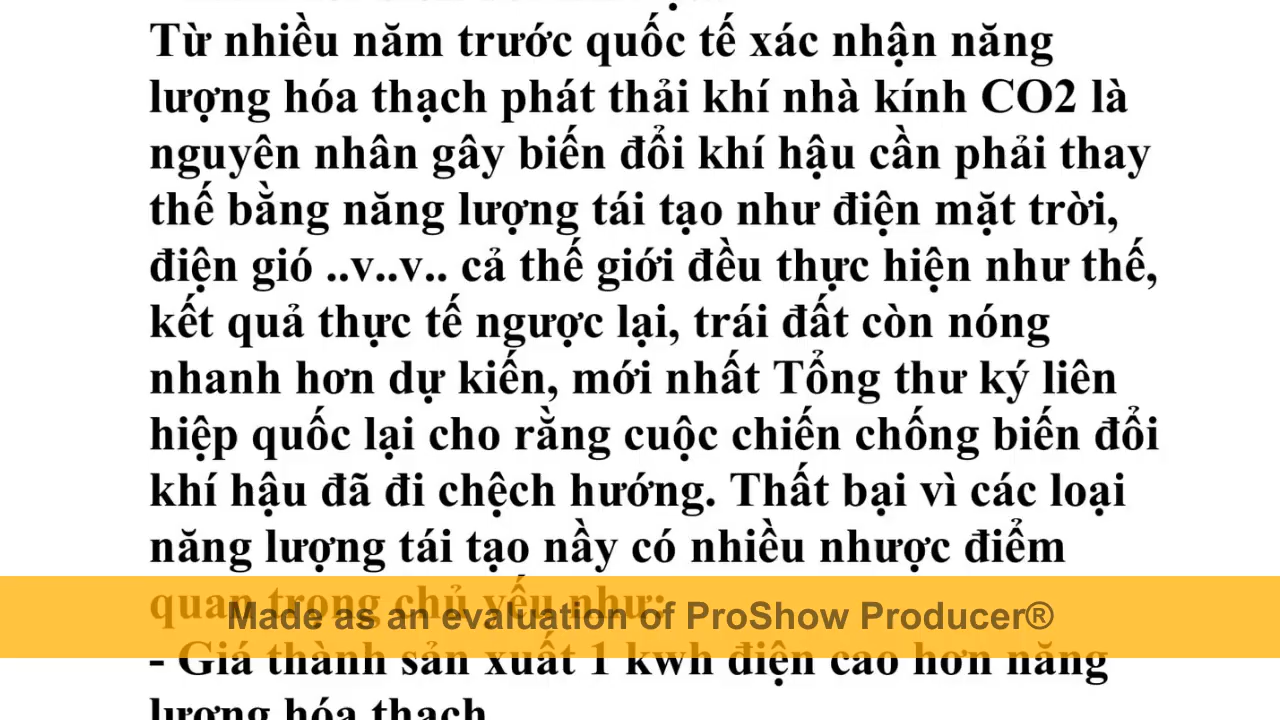 Từ nhiều năm trước quốc tế xác nhận năng
lượng hóa thạch phát thải khí nhà kính CO2 là
nguyên nhân gây biến đổi khí hậu cần phải thay
thế bằng năng lượng tái tạo như điện mặt trời,
điện gió ..v..v.. cả thế giới đều thực hiện như thế,
kết quả thực tế ngược lại, trái đất còn nóng
nhanh hơn dự kiến, mới nhất Tổng thư ký liên
hiệp quốc lại cho rằng cuộc chiến chống biến đổi
khí hậu đã đi chệch hướng. Thất bại vì các loại
năng lượng tái tạo nầy có nhiều nhược điểm
quan trọng chủ yếu như:
Made as an evaluation of ProShow Producer®
- Giá thành sản xuất 1 kwh điện cao hơn năng
lượng hóa thạch